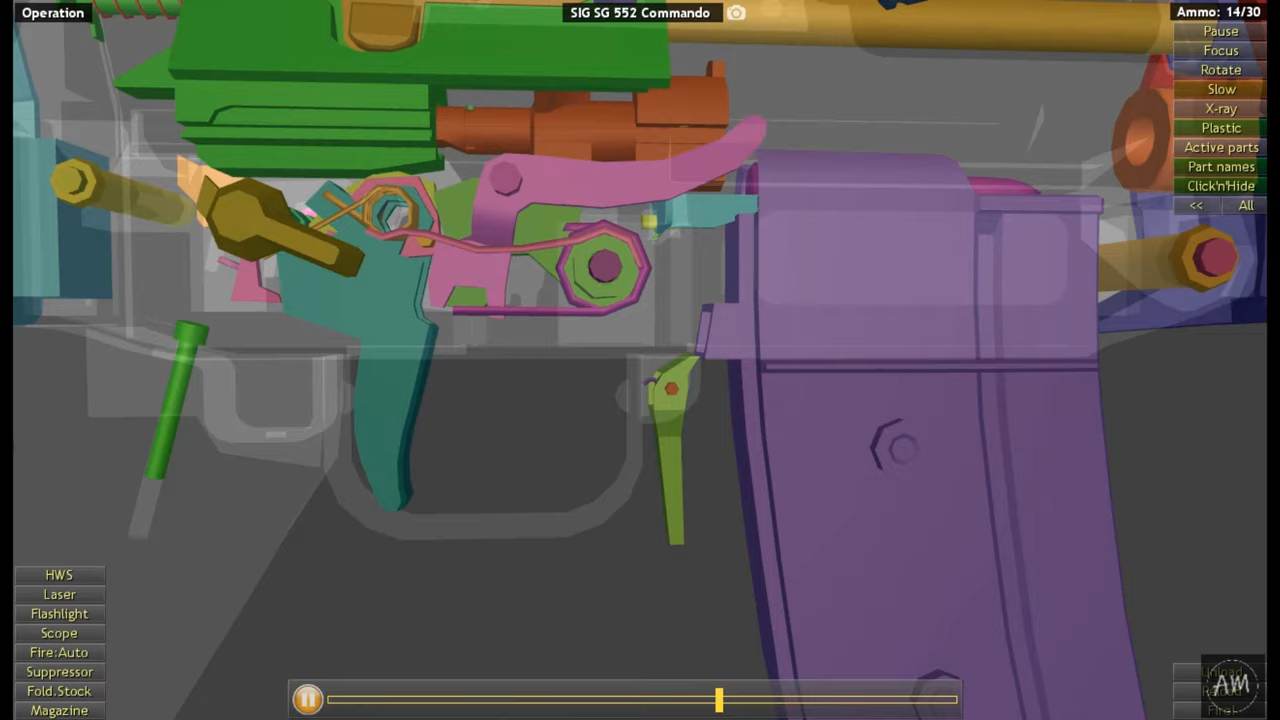 Operation
SIG SG 552 Commando
Ammo: 14/30
Pause
Focus
Rotate
Slow
X-ray
Plastic
Active parts
Part names
Click'n'Hide
<< All
HWS
Laser
Flashlight
Scope
Fire:Auto
Suppressor
Fold.Stock
Magazine
AM